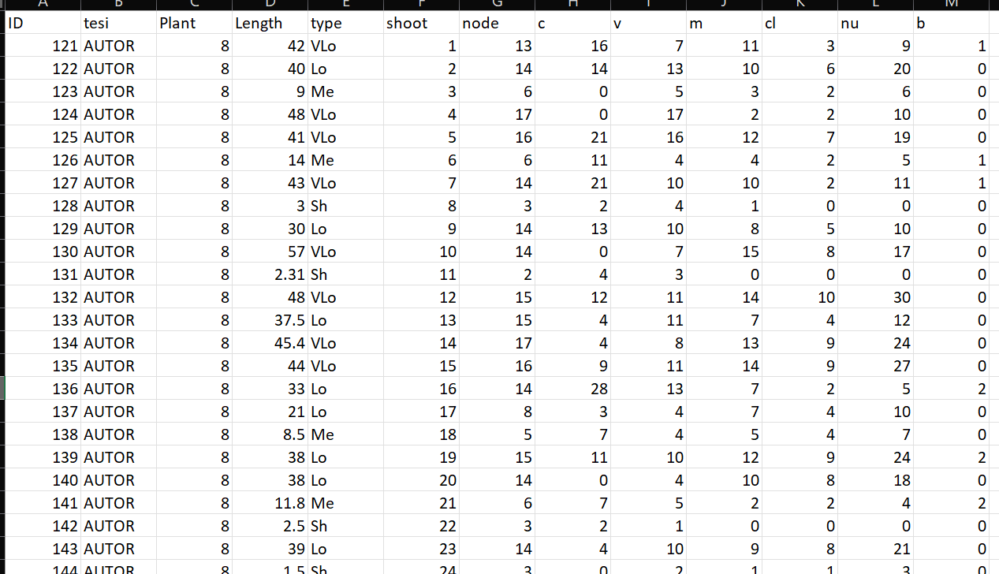 A B C D E F G H I J K L M
ID tesi Plant Length type shoot node c v m cl nu b
121 AUTOR 8 42 VLo 1 13 16 7 11 3 9 1
122 AUTOR 8 40 Lo 2 14 14 13 10 6 20 0
123 AUTOR 8 9 Me 3 6 0 5 3 2 6 0
124 AUTOR 8 48 VLo 4 17 0 17 2 2 10 0
125 AUTOR 8 41 VLo 5 16 21 16 12 7 19 0
126 AUTOR 8 14 Me 6 6 11 4 4 2 5 1
127 AUTOR 8 43 VLo 7 14 21 10 10 2 11 1
128 AUTOR 8 3 Sh 8 3 2 4 1 0 0 0
129 AUTOR 8 30 Lo 9 14 13 10 8 5 10 0
130 AUTOR 8 57 VLo 10 14 0 7 15 8 17 0
131 AUTOR 8 2.31 Sh 11 2 4 3 0 0 0 0
132 AUTOR 8 48 VLo 12 15 12 11 14 10 30 0
133 AUTOR 8 37.5 Lo 13 15 4 11 7 4 12 0
134 AUTOR 8 45.4 VLo 14 17 4 8 13 9 24 0
135 AUTOR 8 44 VLo 15 16 9 11 14 9 27 0
136 AUTOR 8 33 Lo 16 14 28 13 7 2 5 2
137 AUTOR 8 21 Lo 17 8 3 4 7 4 10 0
138 AUTOR 8 8.5 Me 18 5 7 4 5 4 7 0
139 AUTOR 8 38 Lo 19 15 11 10 12 9 24 2
140 AUTOR 8 38 Lo 20 14 0 4 10 8 18 0
141 AUTOR 8 11.8 Me 21 6 7 5 2 2 4 2
142 AUTOR 8 2.5 Sh 22 3 2 1 0 0 0 0
143 AUTOR 8 39 Lo 23 14 4 10 9 8 21 0
144 AUTOR 8 1.5 Sh 24 3 0 2 1 1 3 0